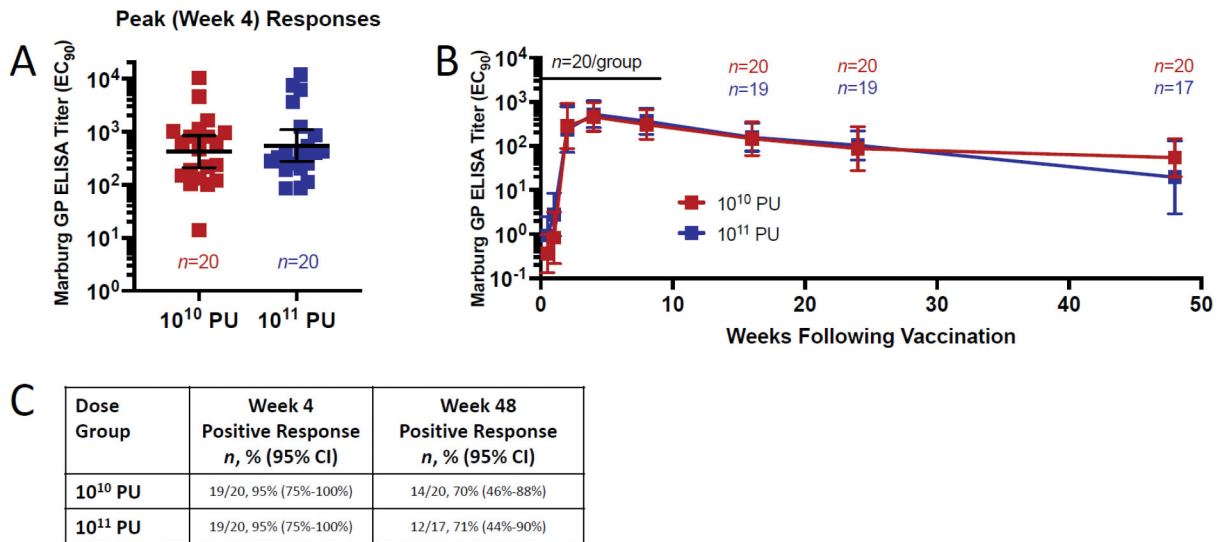 Peak (Week 4) Responses
A
Marburg GP ELISA Titer (EC90)
10^4
10^3
10^2
10^1
10^0
n=20
n=20
10^10 PU
10^11 PU
B
Marburg GP ELISA Titer (EC90)
10^4
10^3
10^2
10^1
10^0
10^-1
n=20/group
n=20
n=19
n=20
n=19
n=20
n=17
10^10 PU
10^11 PU
0
10
20
30
40
50
Weeks Following Vaccination
C
Dose
Group
Week 4
Positive Response
n, % (95% CI)
Week 48
Positive Response
n, % (95% CI)
10^10 PU
19/20, 95% (75%-100%)
14/20, 70% (46%-88%)
10^11 PU
19/20, 95% (75%-100%)
12/17, 71% (44%-90%)